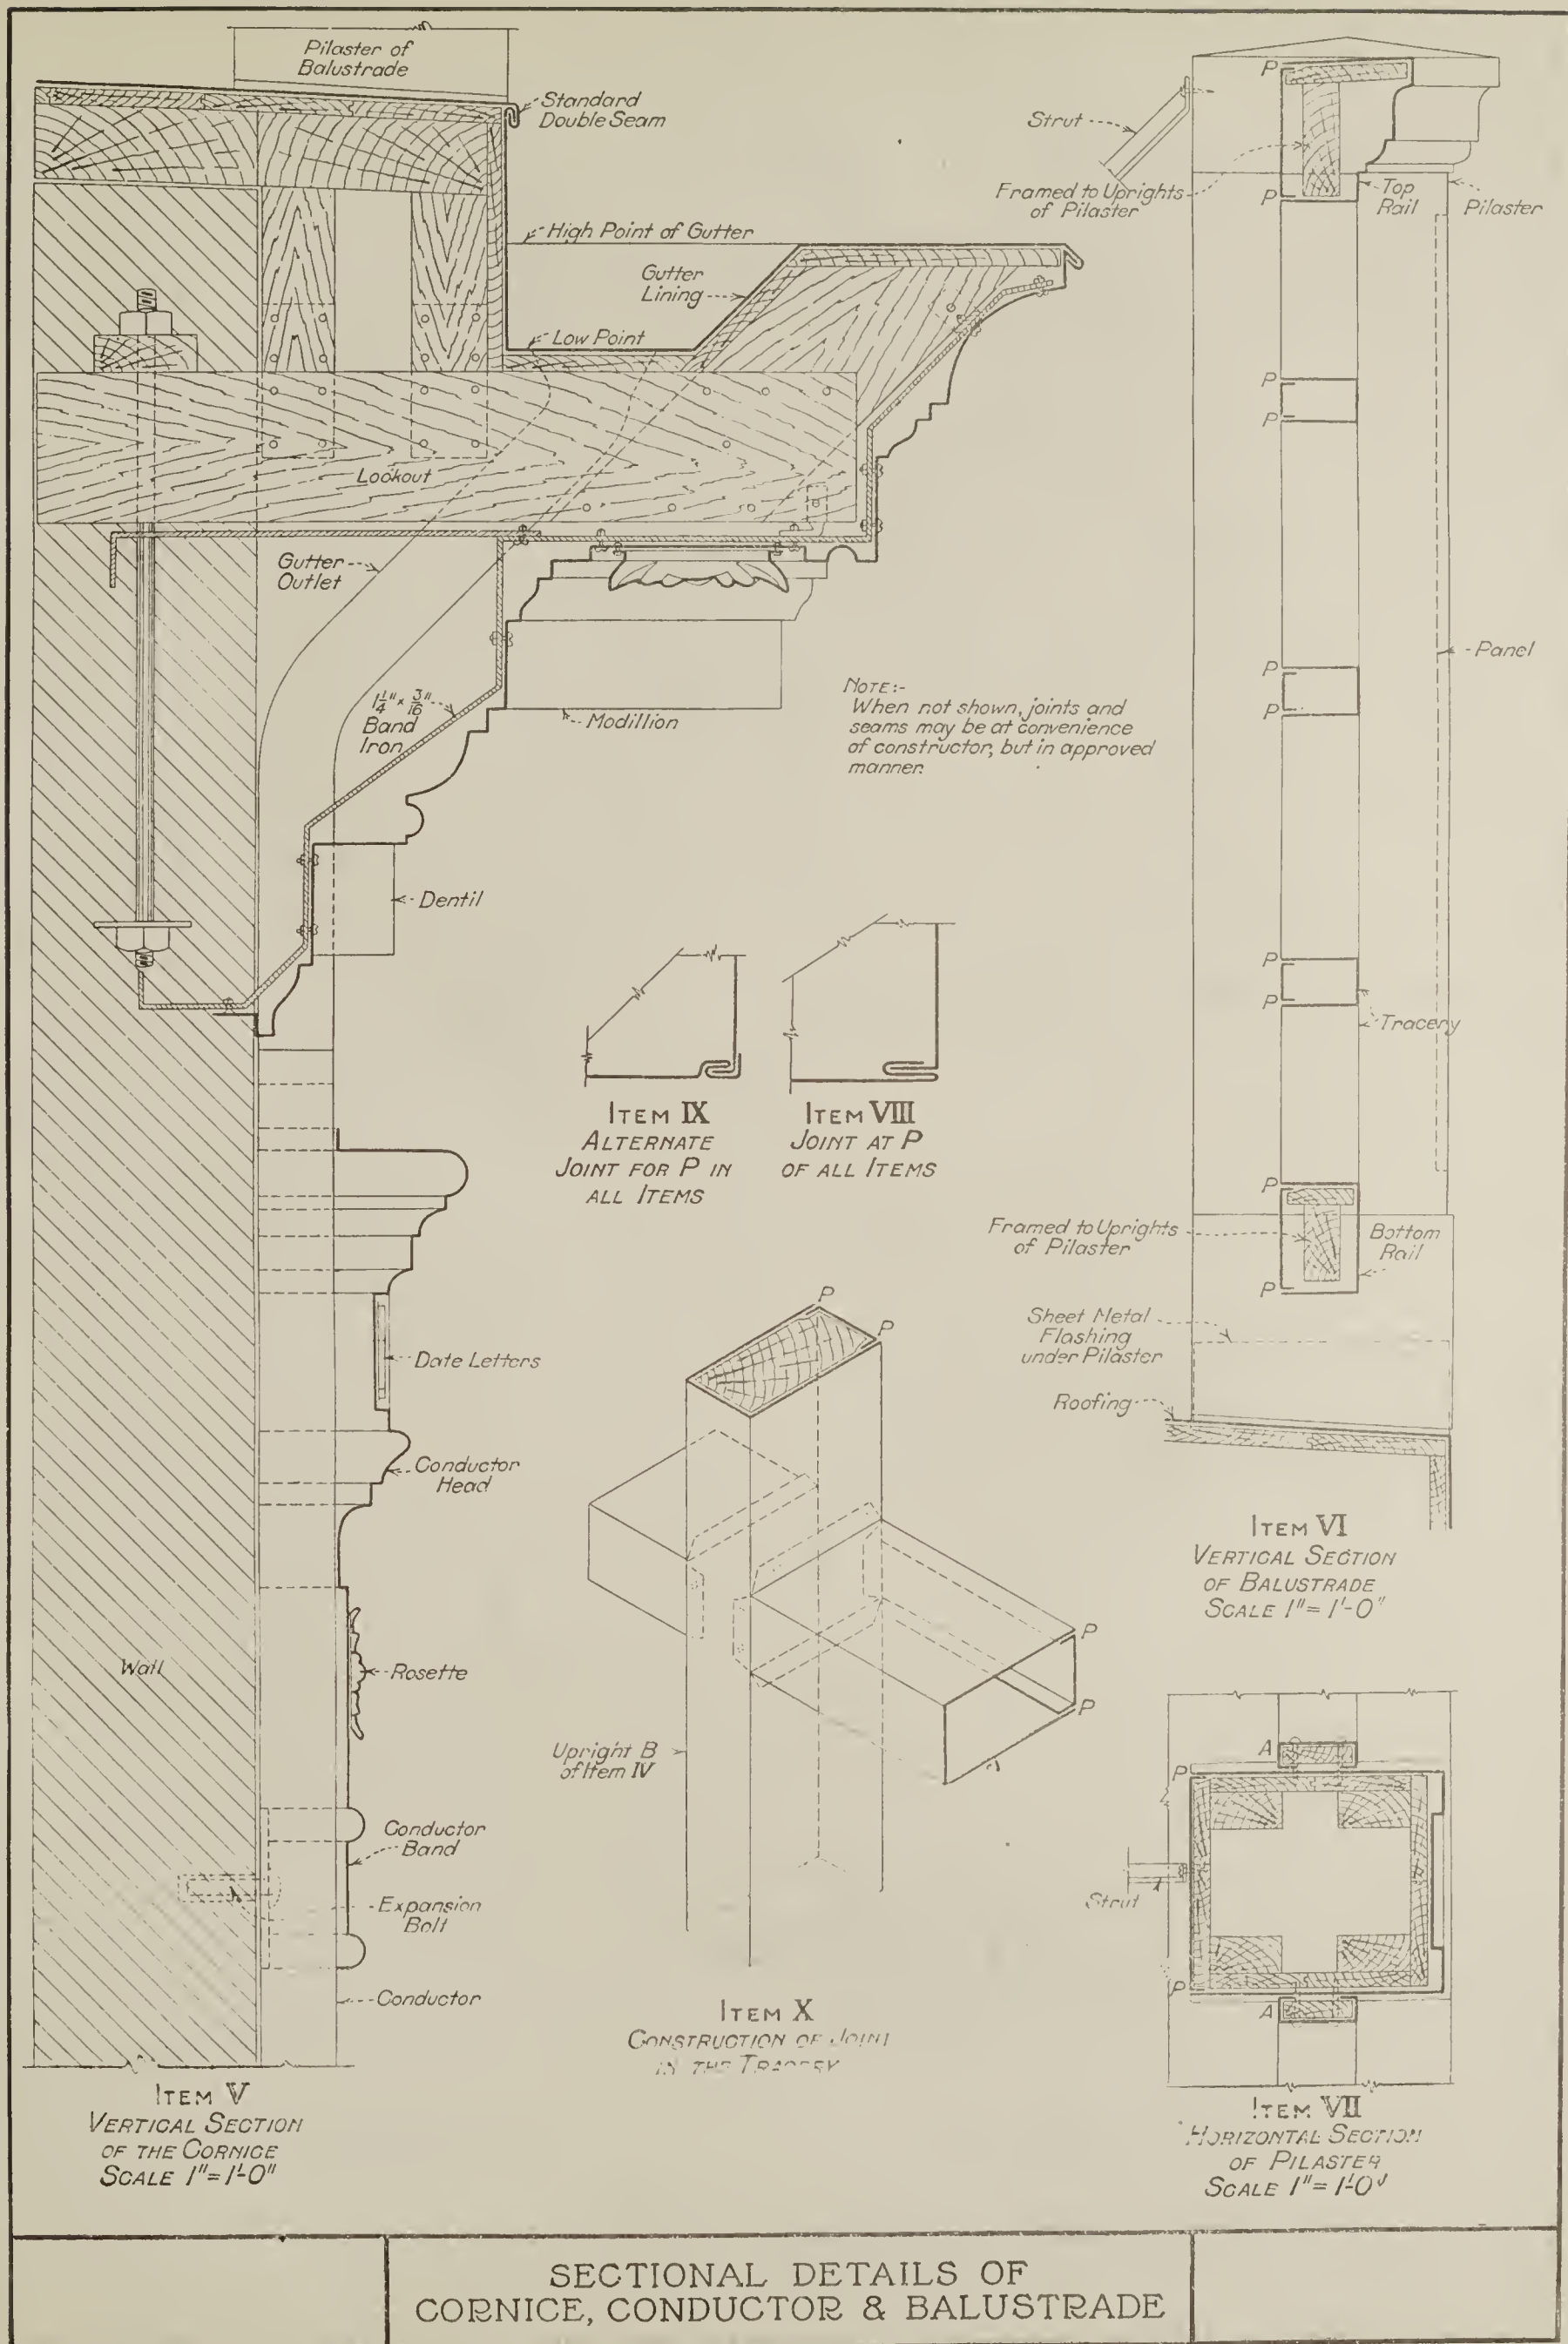 Pilaster of
Balustrade
Standard
Double Seam
High Point of Gutter
Gutter
Lining
Low Point
Lookout
Gutter
Outlet
1 1/4" × 3/16"
Band
Iron
Modillion
Dentil
NOTE:-
When not shown, joints and
seams may be at convenience
of constructor, but in approved
manner.
ITEM IX
ALTERNATE
JOINT FOR P IN
ALL ITEMS
ITEM VIII
JOINT AT P
OF ALL ITEMS
Date Letters
Conductor
Head
Wall
Rosette
Conductor
Band
Expansion
Bolt
Conductor
ITEM V
VERTICAL SECTION
OF THE CORNICE
SCALE 1"=1'-0"
P
P
P
P
Upright B
of Item IV
ITEM X
CONSTRUCTION OF JOINT
IN THE TRACERY
P
Strut
Framed to Uprights
of Pilaster
P
Top
Rail
Pilaster
P
P
P
P
Panel
P
P
Tracery
P
Framed to Uprights
of Pilaster
Bottom
Rail
P
Sheet Metal
Flashing
under Pilaster
Roofing
ITEM VI
VERTICAL SECTION
OF BALUSTRADE
SCALE 1"=1'-0"
A
P
Strut
P
A
ITEM VII
HORIZONTAL SECTION
OF PILASTER
SCALE 1"=1'-0"
SECTIONAL DETAILS OF
CORNICE, CONDUCTOR & BALUSTRADE